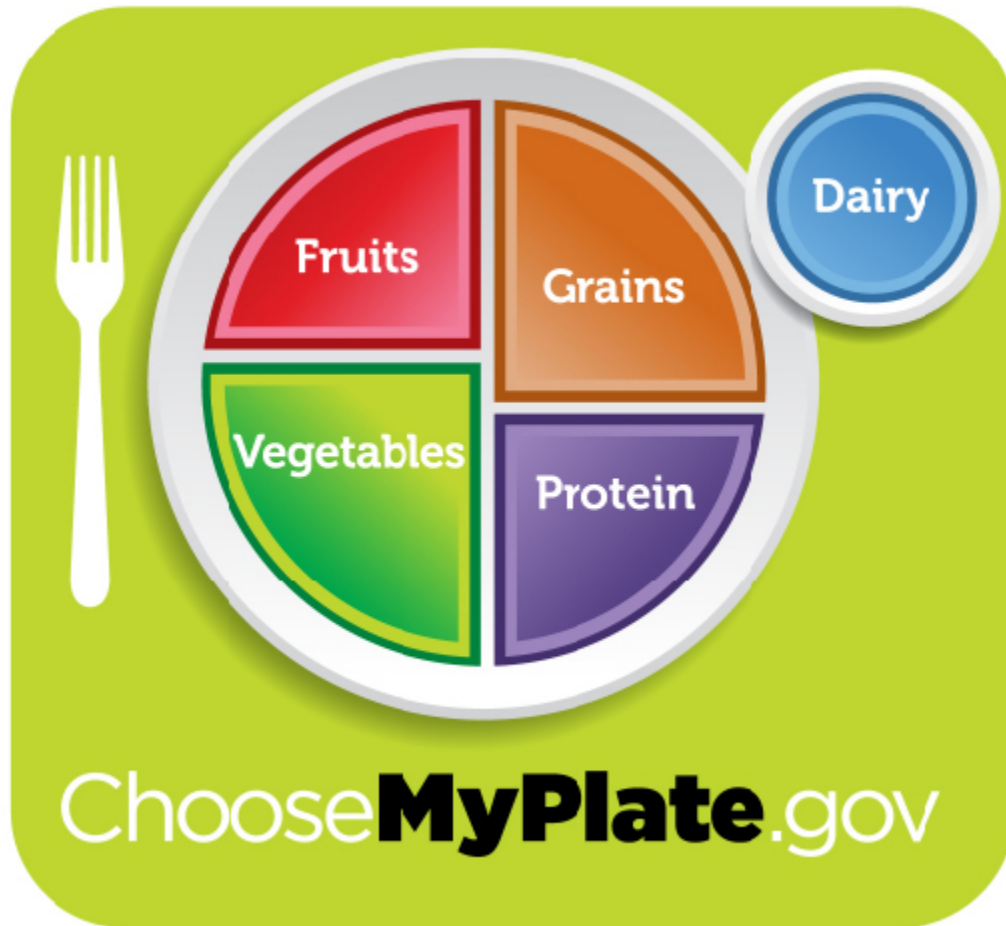 Fruits
Grains
Dairy
Vegetables
Protein
ChooseMyPlate.gov